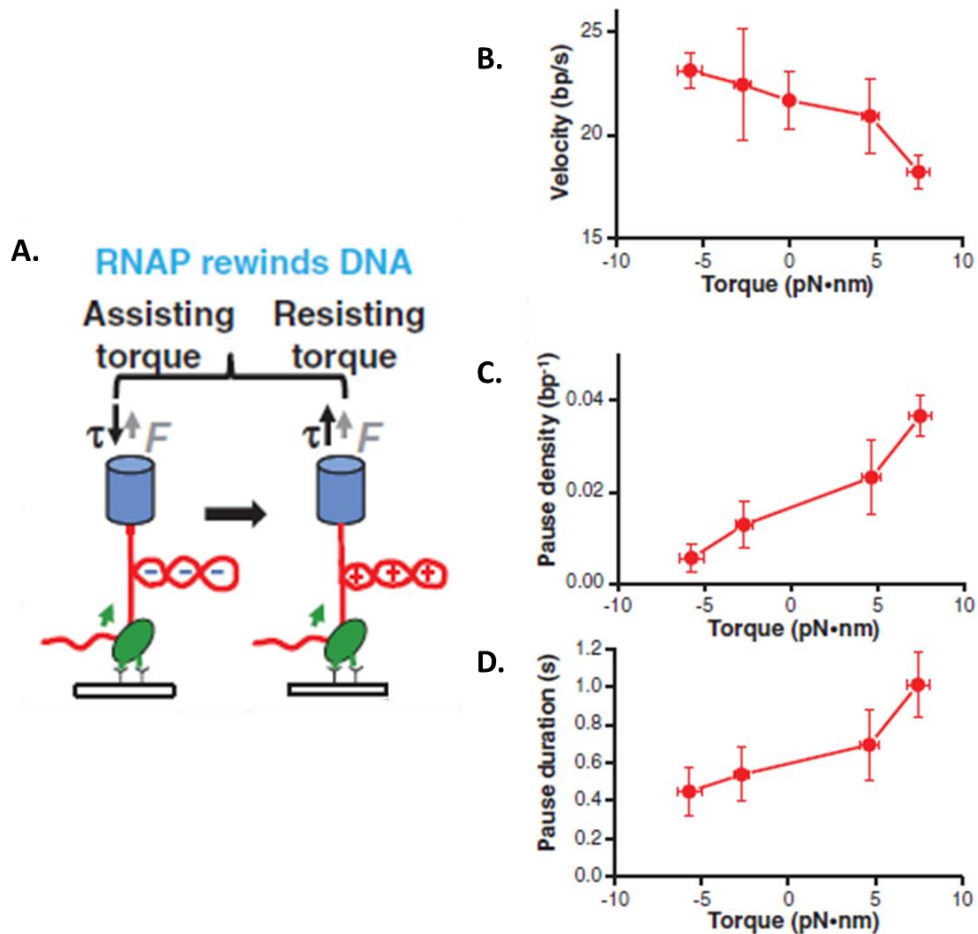 A.
RNAP rewinds DNA
Assisting Resisting
torque torque
τ F τ F
- - - + + +
B.
Velocity (bp/s)
25
20
15
-10 -5 0 5 10
Torque (pN•nm)
C.
Pause density (bp⁻¹)
0.04
0.02
0.00
-10 -5 0 5 10
Torque (pN•nm)
D.
Pause duration (s)
1.2
1.0
0.8
0.6
0.4
0.2
0.0
-10 -5 0 5 10
Torque (pN•nm)